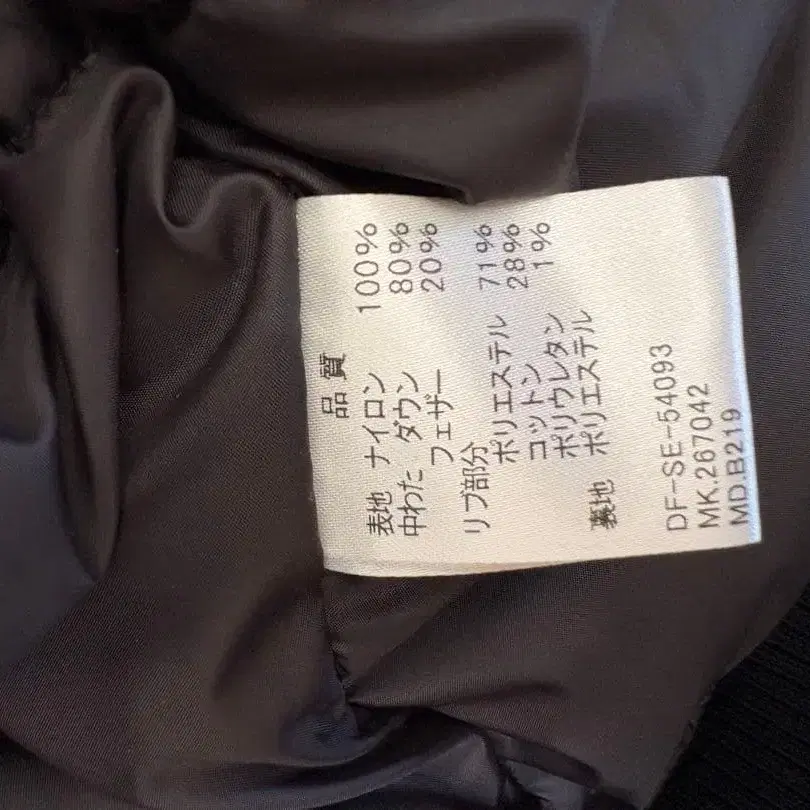 品質
表地 ナイロン 100%
中わた ダウン 80%
フェザー 20%
リブ部分
ポリエステル 71%
コットン 28%
ポリウレタン 1%
裏地 ポリエステル
DF-SE-54093
MK.267042
MD.B219